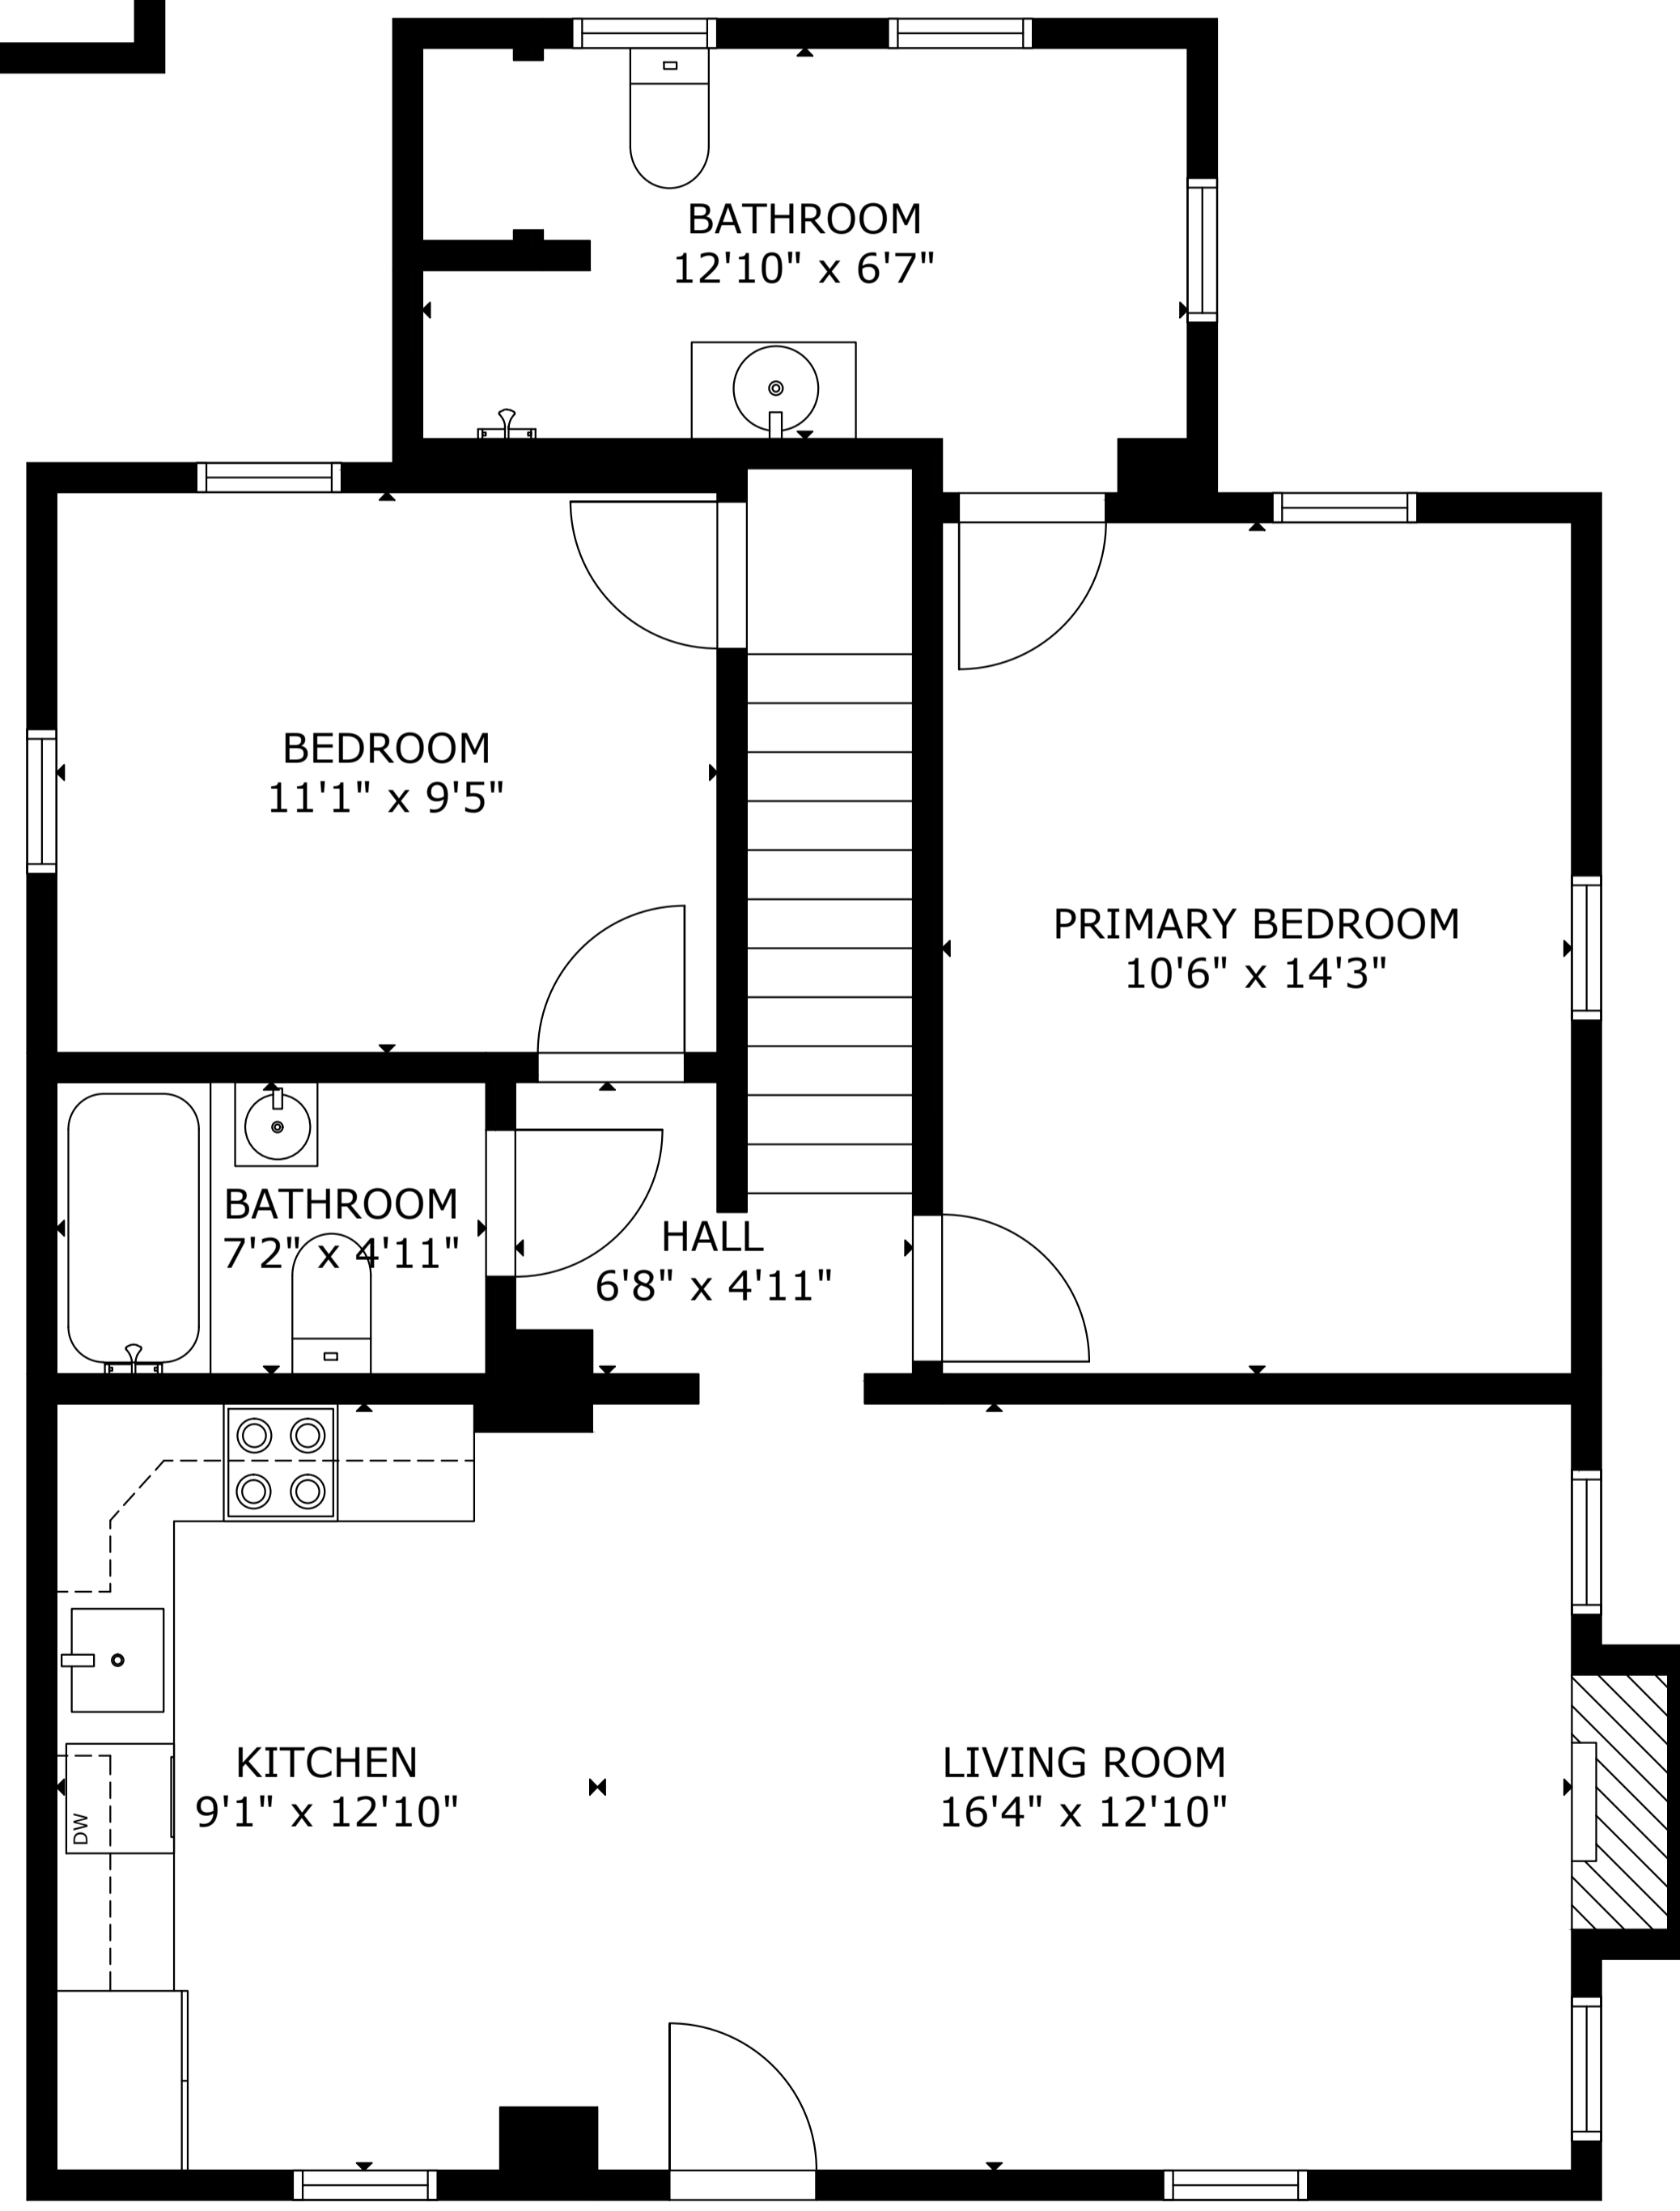 BATHROOM
12'10" x 6'7"
BEDROOM
11'1" x 9'5"
PRIMARY BEDROOM
10'6" x 14'3"
BATHROOM
7'2" x 4'11"
HALL
6'8" x 4'11"
KITCHEN
9'1" x 12'10"
DW
LIVING ROOM
16'4" x 12'10"